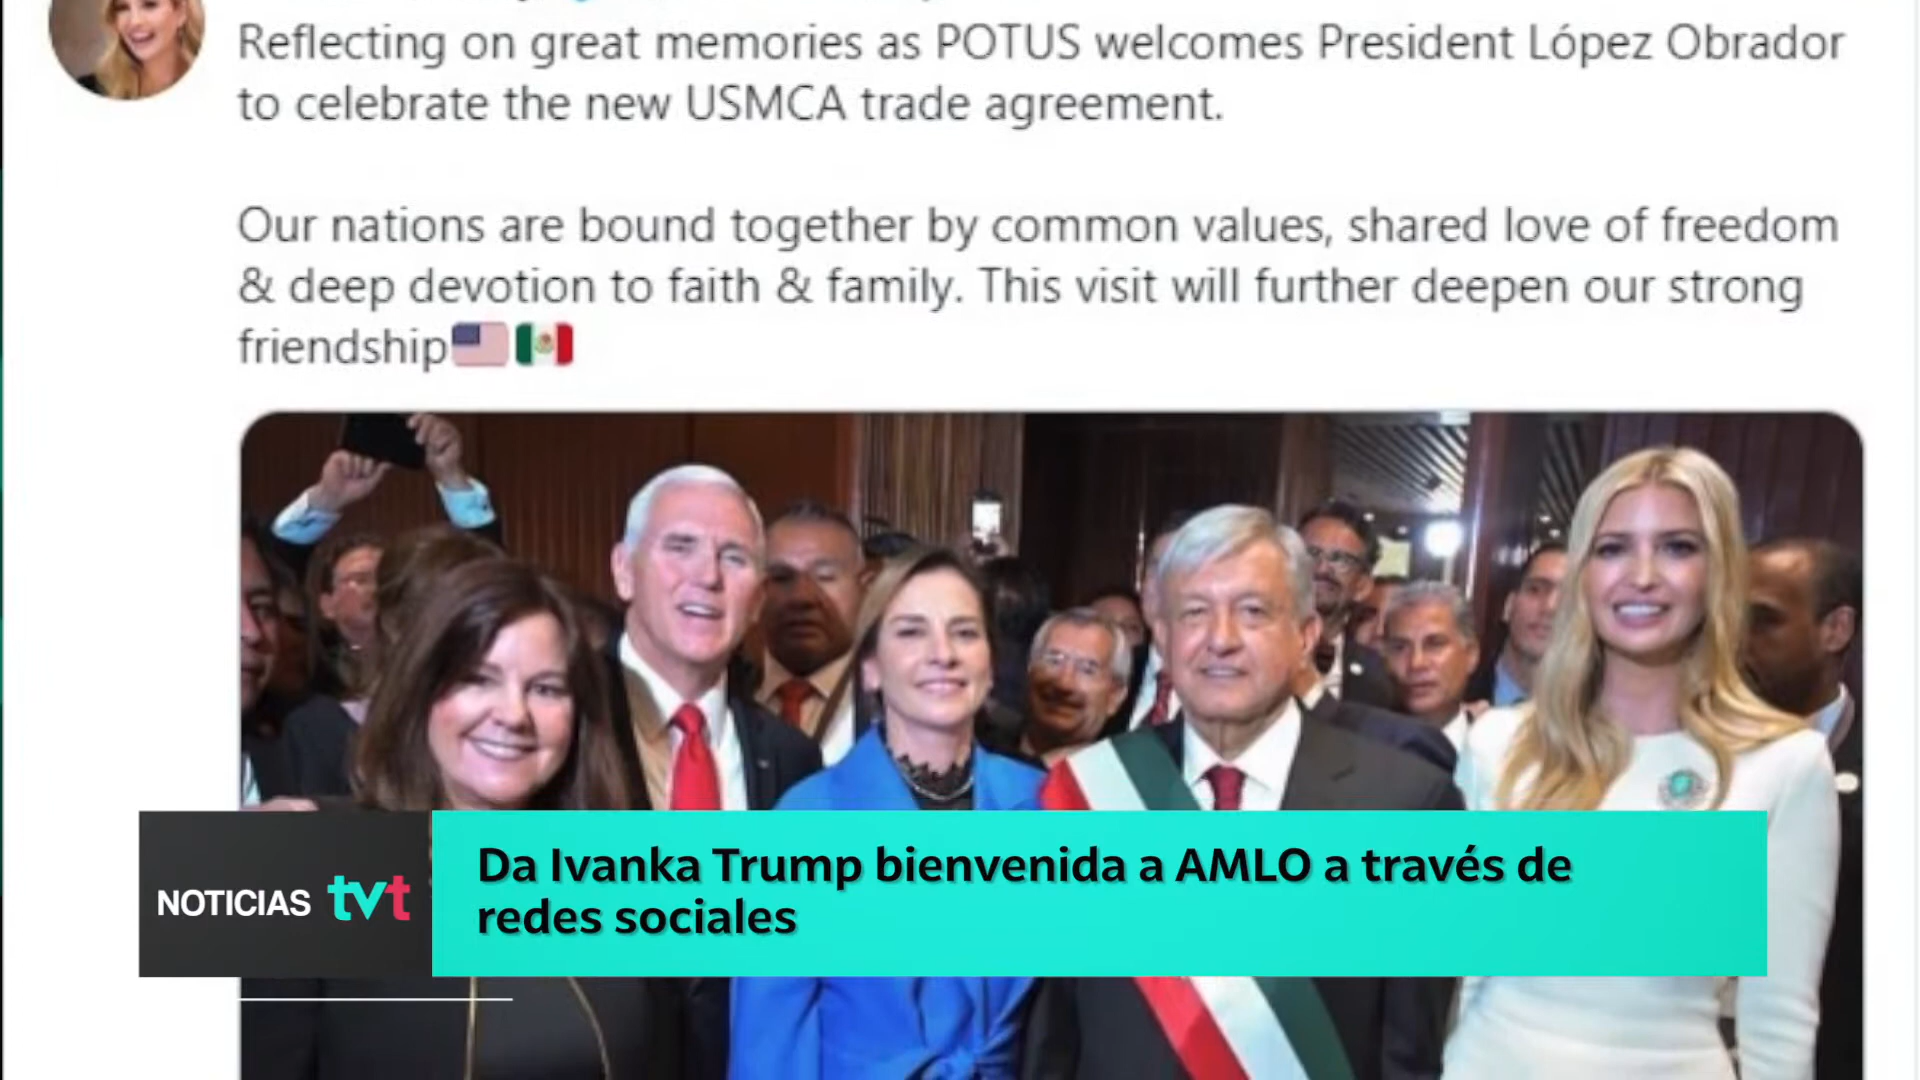 Reflecting on great memories as POTUS welcomes President López Obrador
to celebrate the new USMCA trade agreement.
Our nations are bound together by common values, shared love of freedom
& deep devotion to faith & family. This visit will further deepen our strong
friendship
NOTICIAS tvt
Da Ivanka Trump bienvenida a AMLO a través de
redes sociales